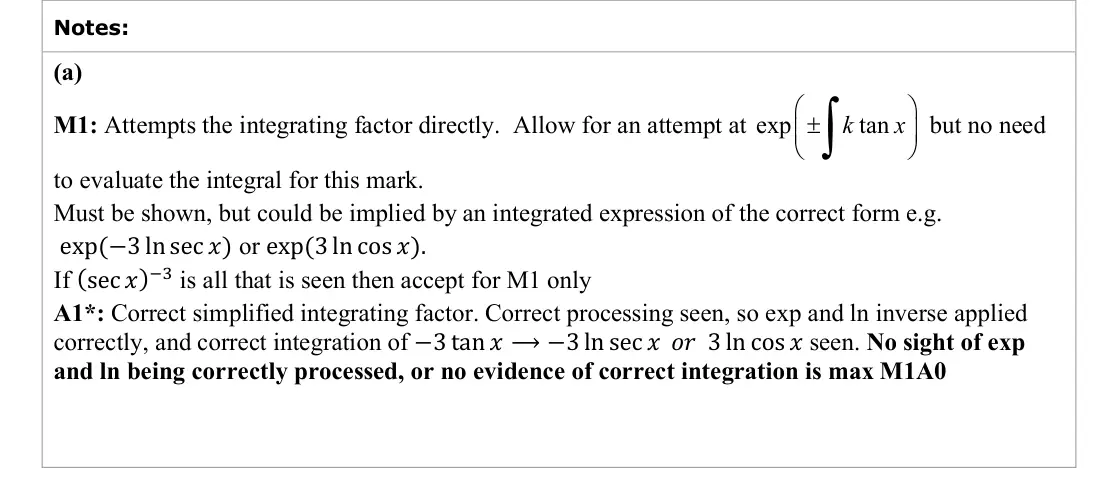 Notes:
(a)
M1: Attempts the integrating factor directly.  Allow for an attempt at exp(±∫k tan x) but no need
to evaluate the integral for this mark.
Must be shown, but could be implied by an integrated expression of the correct form e.g.
exp(−3 ln sec x) or exp(3 ln cos x).
If (sec x)⁻³ is all that is seen then accept for M1 only
A1*: Correct simplified integrating factor. Correct processing seen, so exp and ln inverse applied
correctly, and correct integration of −3 tan x ⟶ −3 ln sec x or 3 ln cos x seen. No sight of exp
and ln being correctly processed, or no evidence of correct integration is max M1A0